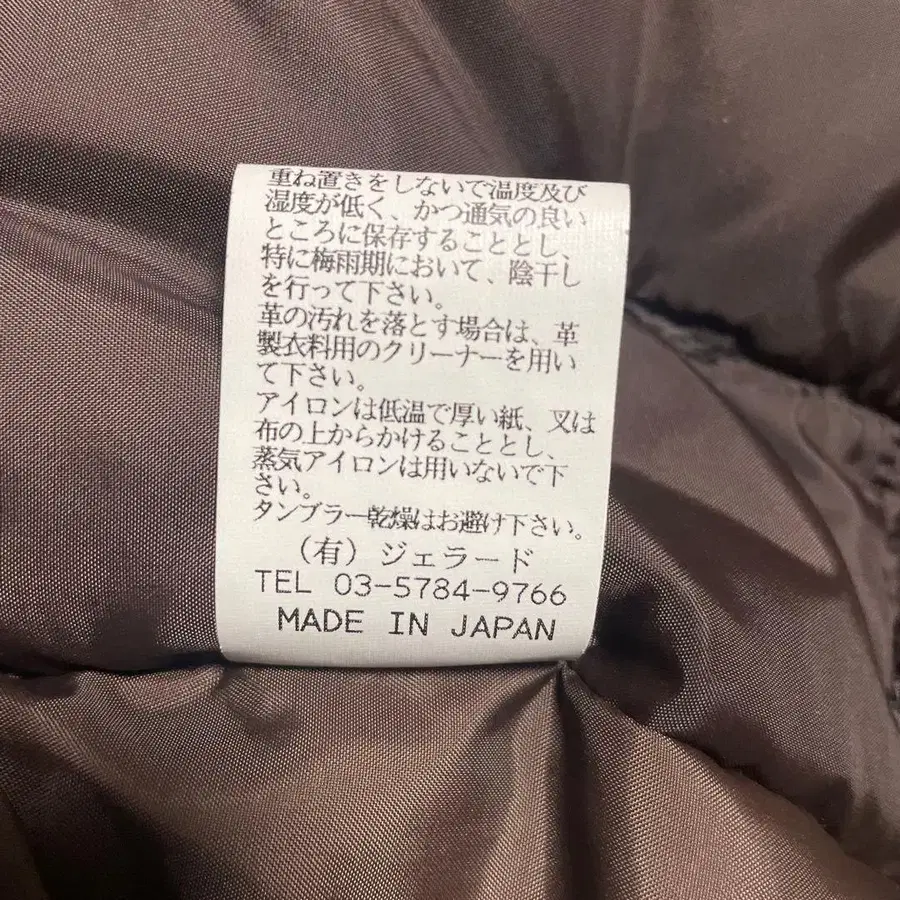 重ね置きをしないで温度及び
湿度が低く、かつ通気の良い
ところに保存することとし、
特に梅雨期において、陰干し
を行って下さい。
革の汚れを落とす場合は、革
製衣料用のクリーナーを用い
て下さい。
アイロンは低温で厚い紙、又は
布の上からかけることとし、
蒸気アイロンは用いないで下
さい。
タンブラー乾燥はお避け下さい。
（有）ジェラード
TEL 03-5784-9766
MADE IN JAPAN